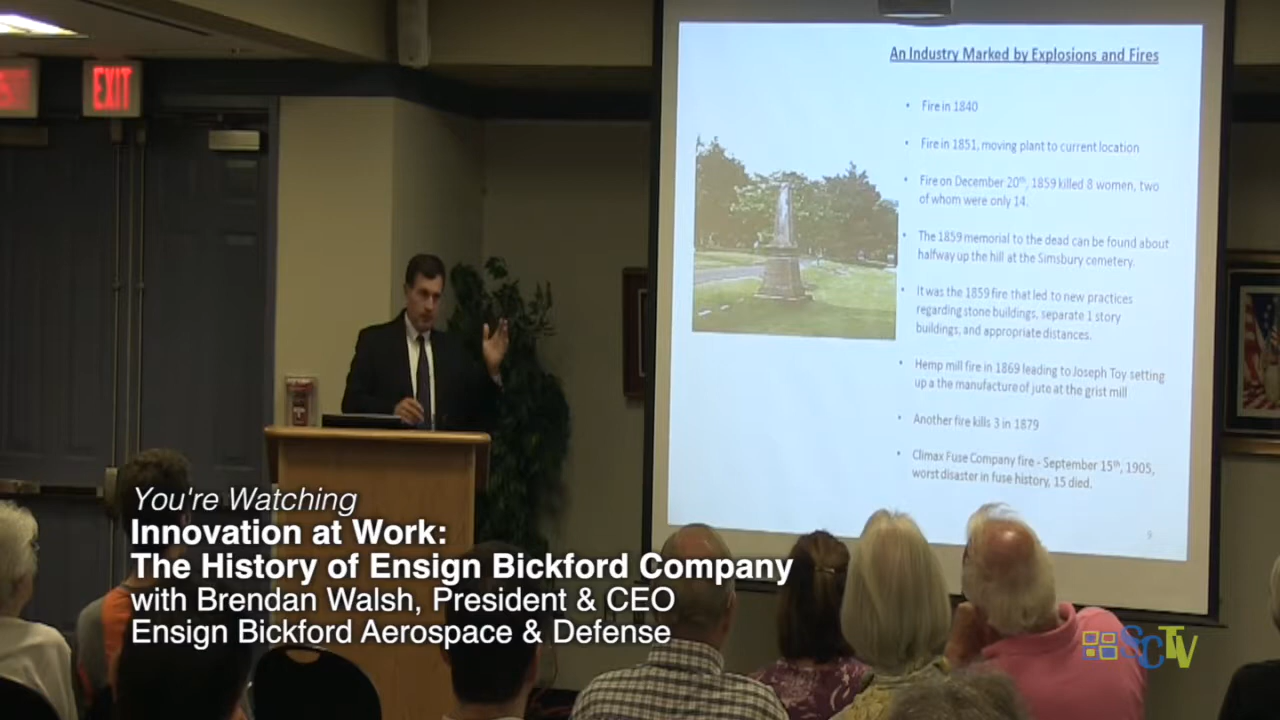 EXIT
An Industry Marked by Explosions and Fires
• Fire in 1840
• Fire in 1851, moving plant to current location
• Fire on December 20th, 1859 killed 8 women, two
of whom were only 14.
• The 1859 memorial to the dead can be found about
halfway up the hill at the Simsbury cemetery.
• It was the 1859 fire that led to new practices
regarding stone buildings, separate 1 story
buildings, and appropriate distances.
• Hemp mill fire in 1869 leading to Joseph Toy setting
up a the manufacture of jute at the grist mill
• Another fire kills 3 in 1879
• Climax Fuse Company fire - September 15th, 1905,
worst disaster in fuse history, 15 died.
You're Watching
Innovation at Work:
The History of Ensign Bickford Company
with Brendan Walsh, President & CEO
Ensign Bickford Aerospace & Defense
SCTV